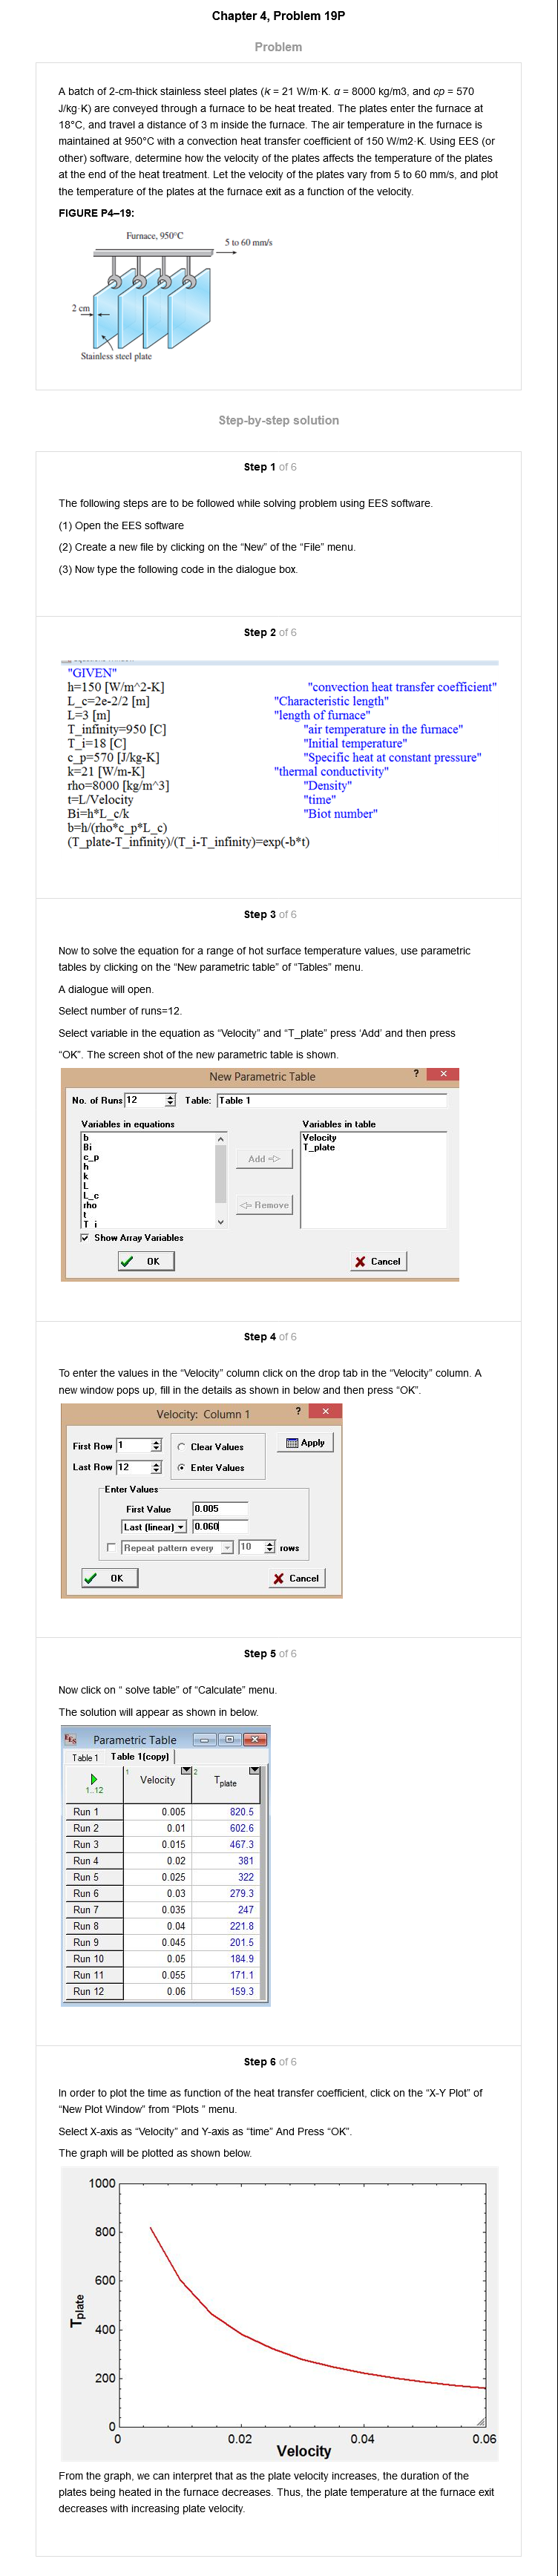 Chapter 4, Problem 19P
Problem
A batch of 2-cm-thick stainless steel plates (k = 21 W/m·K. α = 8000 kg/m3, and cp = 570
J/kg·K) are conveyed through a furnace to be heat treated. The plates enter the furnace at
18°C, and travel a distance of 3 m inside the furnace. The air temperature in the furnace is
maintained at 950°C with a convection heat transfer coefficient of 150 W/m2·K. Using EES (or
other) software, determine how the velocity of the plates affects the temperature of the plates
at the end of the heat treatment. Let the velocity of the plates vary from 5 to 60 mm/s, and plot
the temperature of the plates at the furnace exit as a function of the velocity.
FIGURE P4–19:
Furnace, 950°C
5 to 60 mm/s
2 cm
Stainless steel plate
Step-by-step solution
Step 1 of 6
The following steps are to be followed while solving problem using EES software.
(1) Open the EES software
(2) Create a new file by clicking on the “New” of the “File” menu.
(3) Now type the following code in the dialogue box.
Step 2 of 6
"GIVEN"
h=150 [W/m^2-K] "convection heat transfer coefficient"
L_c=2e-2/2 [m] "Characteristic length"
L=3 [m] "length of furnace"
T_infinity=950 [C] "air temperature in the furnace"
T_i=18 [C] "Initial temperature"
c_p=570 [J/kg-K] "Specific heat at constant pressure"
k=21 [W/m-K] "thermal conductivity"
rho=8000 [kg/m^3] "Density"
t=L/Velocity "time"
Bi=h*L_c/k "Biot number"
b=h/(rho*c_p*L_c)
(T_plate-T_infinity)/(T_i-T_infinity)=exp(-b*t)
Step 3 of 6
Now to solve the equation for a range of hot surface temperature values, use parametric
tables by clicking on the “New parametric table” of “Tables” menu.
A dialogue will open.
Select number of runs=12.
Select variable in the equation as “Velocity” and “T_plate” press ‘Add’ and then press
“OK”. The screen shot of the new parametric table is shown.
New Parametric Table ? x
No. of Runs 12 Table: Table 1
Variables in equations Variables in table
b Velocity
Bi T_plate
c_p
h
k
L
L_c
rho
t
T_i
Add =>
<= Remove
Show Array Variables
OK Cancel
Step 4 of 6
To enter the values in the “Velocity” column click on the drop tab in the “Velocity” column. A
new window pops up, fill in the details as shown in below and then press “OK”.
Velocity: Column 1 ? x
First Row 1 Clear Values Apply
Last Row 12 Enter Values
Enter Values
First Value 0.005
Last (linear) 0.060
Repeat pattern every 10 rows
OK Cancel
Step 5 of 6
Now click on “ solve table” of “Calculate” menu.
The solution will appear as shown in below.
EES Parametric Table
Table 1 Table 1(copy)
1..12 1 Velocity 2 Tplate
Run 1 0.005 820.5
Run 2 0.01 602.6
Run 3 0.015 467.3
Run 4 0.02 381
Run 5 0.025 322
Run 6 0.03 279.3
Run 7 0.035 247
Run 8 0.04 221.8
Run 9 0.045 201.5
Run 10 0.05 184.9
Run 11 0.055 171.1
Run 12 0.06 159.3
Step 6 of 6
In order to plot the time as function of the heat transfer coefficient, click on the “X-Y Plot” of
“New Plot Window” from “Plots ” menu.
Select X-axis as “Velocity” and Y-axis as “time” And Press “OK”.
The graph will be plotted as shown below.
1000
800
600
400
200
0
Tplate
0 0.02 0.04 0.06
Velocity
From the graph, we can interpret that as the plate velocity increases, the duration of the
plates being heated in the furnace decreases. Thus, the plate temperature at the furnace exit
decreases with increasing plate velocity.